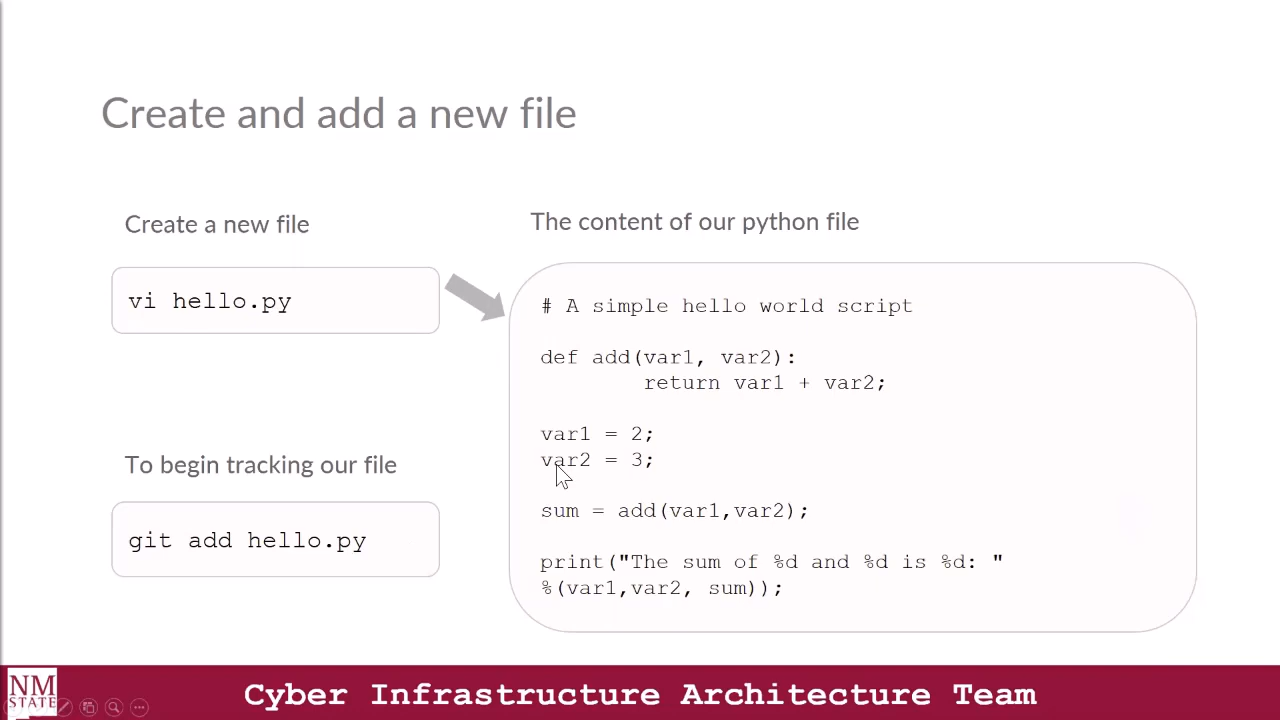 Create and add a new file
Create a new file
vi hello.py
The content of our python file
# A simple hello world script
def add(var1, var2):
        return var1 + var2;
var1 = 2;
var2 = 3;
sum = add(var1,var2);
print("The sum of %d and %d is %d: "
%(var1,var2, sum));
To begin tracking our file
git add hello.py
NM
STATE
Cyber Infrastructure Architecture Team